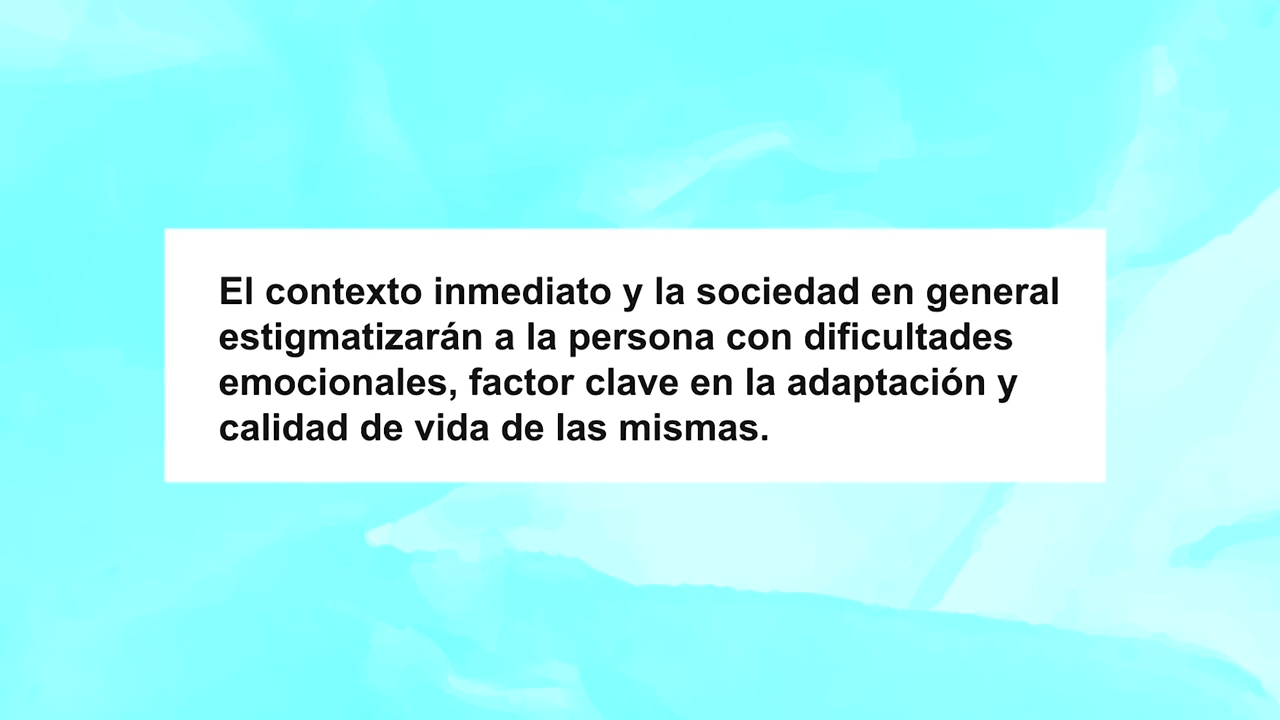 El contexto inmediato y la sociedad en general
estigmatizarán a la persona con dificultades
emocionales, factor clave en la adaptación y
calidad de vida de las mismas.